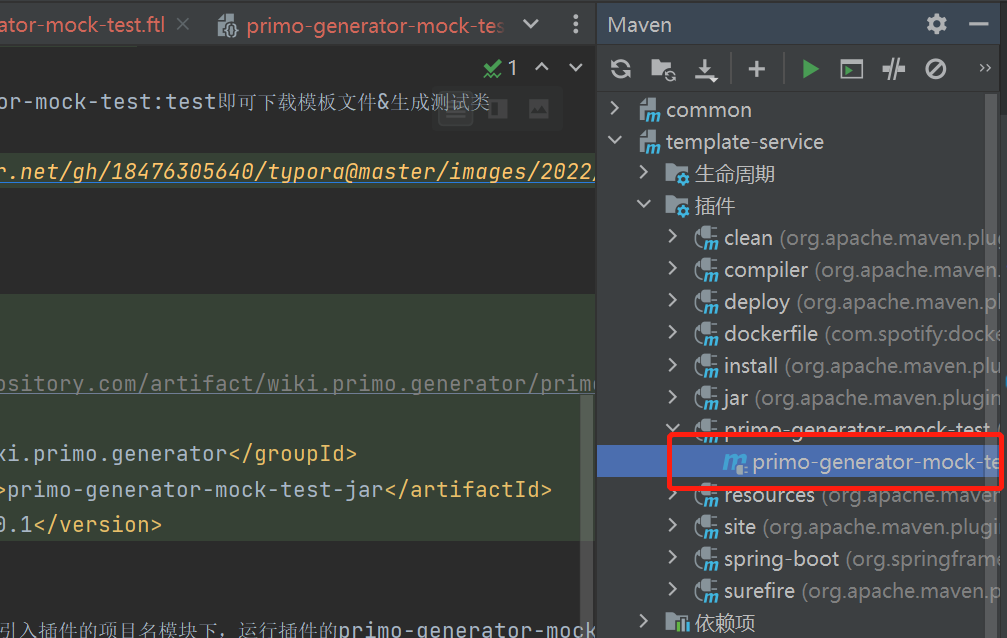 ator-mock-test.ftl
primo-generator-mock-tes
1
or-mock-test:test即可下载模板文件&生成测试类
r.net/gh/18476305640/typora@master/images/2022/
ository.com/artifact/wiki.primo.generator/primo
ki.primo.generator</groupId>
>primo-generator-mock-test-jar</artifactId>
0.1</version>
引入插件的项目名模块下，运行插件的primo-generator-mock
Maven
common
template-service
生命周期
插件
clean (org.apache.maven.plug
compiler (org.apache.maven.
deploy (org.apache.maven.pl
dockerfile (com.spotify:docke
install (org.apache.maven.plu
jar (org.apache.maven.plugin
primo-generator-mock-test (
primo-generator-mock-te
resources (org.apache.maven
site (org.apache.maven.plugi
spring-boot (org.springframe
surefire (org.apache.maven.p
依赖项